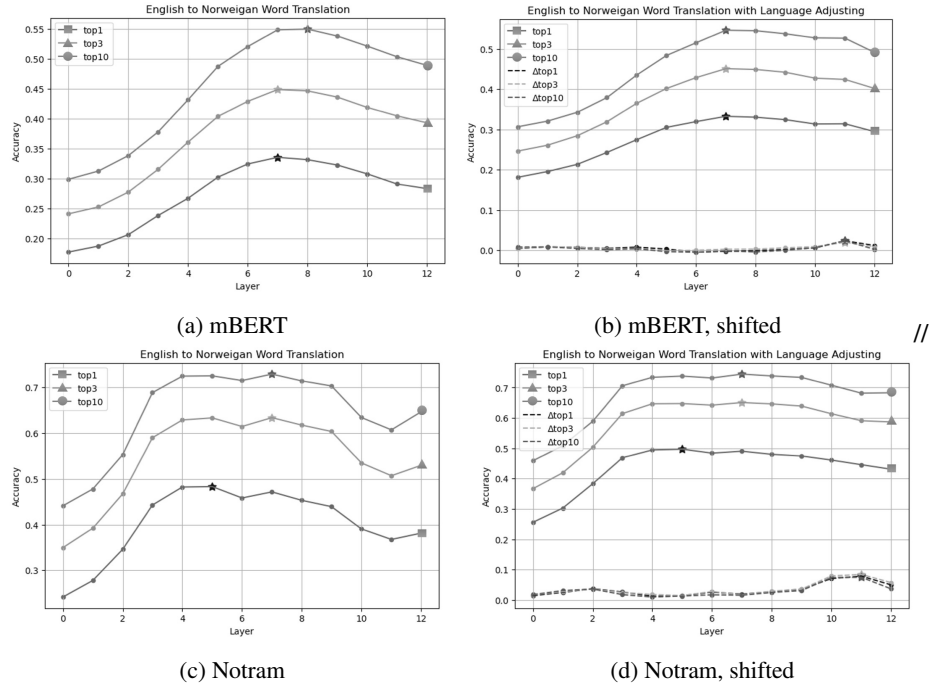 English to Norweigan Word Translation
Accuracy
0.55
0.50
0.45
0.40
0.35
0.30
0.25
0.20
top1
top3
top10
0 2 4 6 8 10 12
Layer
(a) mBERT
English to Norweigan Word Translation with Language Adjusting
Accuracy
0.5
0.4
0.3
0.2
0.1
0.0
top1
top3
top10
Δtop1
Δtop3
Δtop10
0 2 4 6 8 10 12
Layer
(b) mBERT, shifted
//
English to Norweigan Word Translation
Accuracy
0.7
0.6
0.5
0.4
0.3
top1
top3
top10
0 2 4 6 8 10 12
Layer
(c) Notram
English to Norweigan Word Translation with Language Adjusting
Accuracy
0.7
0.6
0.5
0.4
0.3
0.2
0.1
0.0
top1
top3
top10
Δtop1
Δtop3
Δtop10
0 2 4 6 8 10 12
Layer
(d) Notram, shifted